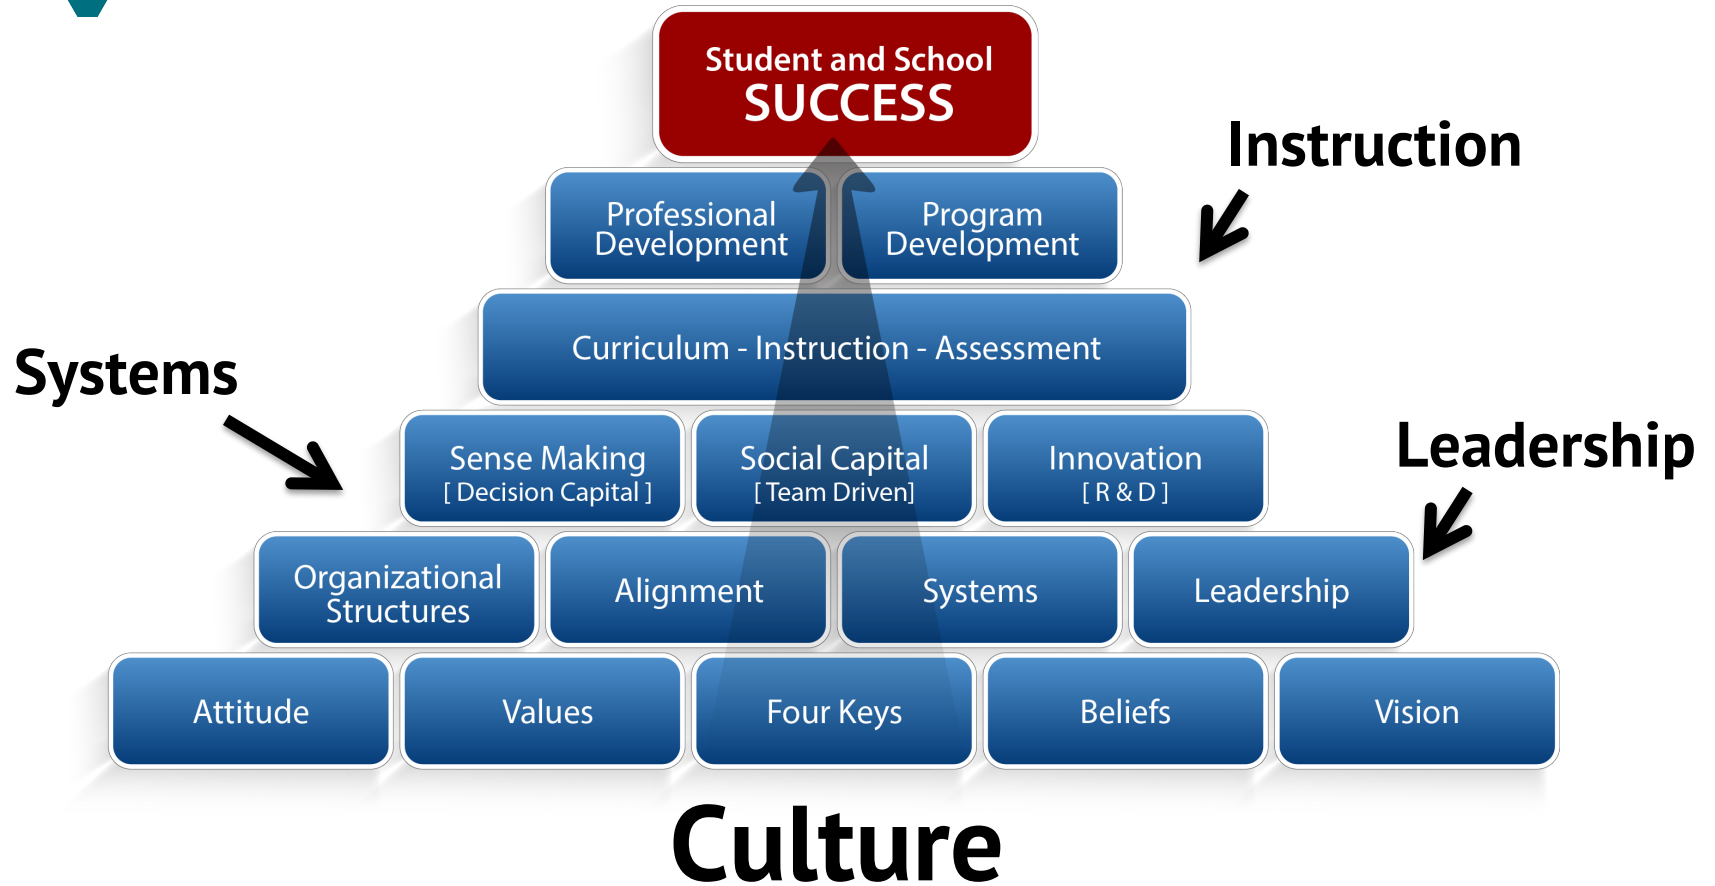 Student and School
SUCCESS
Instruction
Professional
Development
Program
Development
Curriculum - Instruction - Assessment
Systems
Sense Making
[ Decision Capital ]
Social Capital
[ Team Driven]
Innovation
[ R & D ]
Leadership
Organizational
Structures
Alignment
Systems
Leadership
Attitude
Values
Four Keys
Beliefs
Vision
Culture